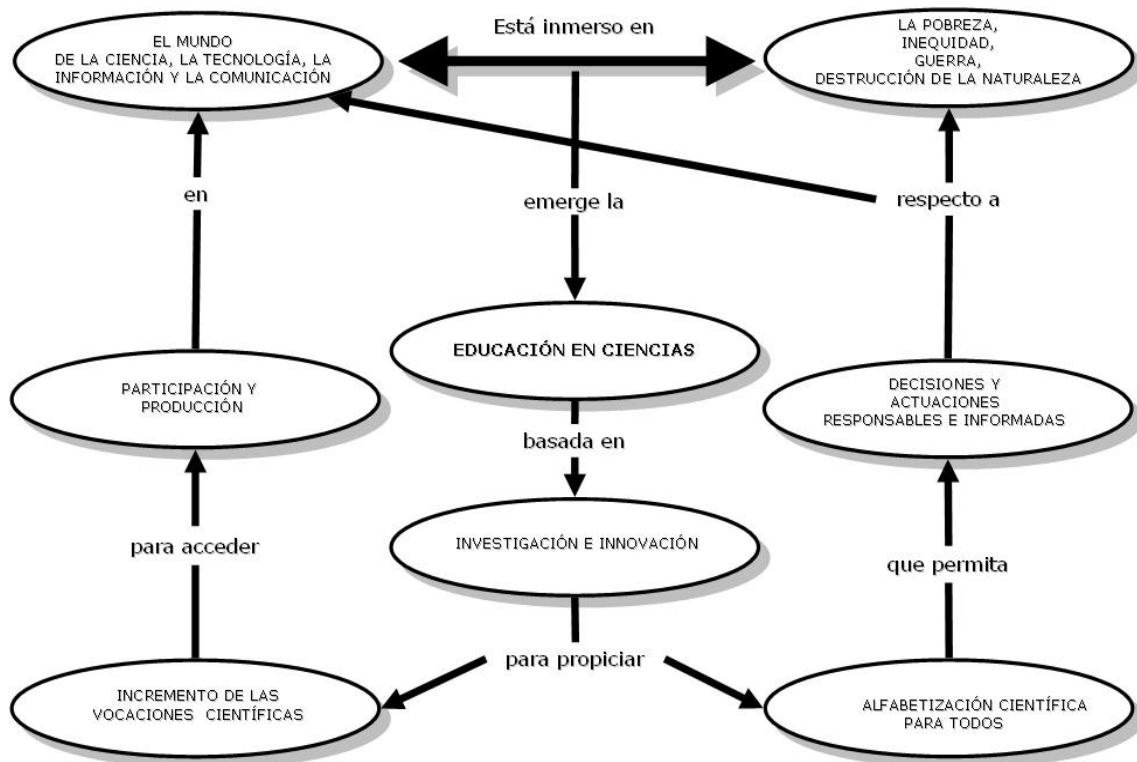 EL MUNDO
DE LA CIENCIA, LA TECNOLOGÍA, LA
INFORMACIÓN Y LA COMUNICACIÓN
Está inmerso en
LA POBREZA,
INEQUIDAD,
GUERRA,
DESTRUCCIÓN DE LA NATURALEZA
en
emerge la
respecto a
EDUCACIÓN EN CIENCIAS
PARTICIPACIÓN Y
PRODUCCIÓN
DECISIONES Y
ACTUACIONES
RESPONSABLES E INFORMADAS
basada en
para acceder
INVESTIGACIÓN E INNOVACIÓN
que permita
para propiciar
INCREMENTO DE LAS
VOCACIONES CIENTÍFICAS
ALFABETIZACIÓN CIENTÍFICA
PARA TODOS